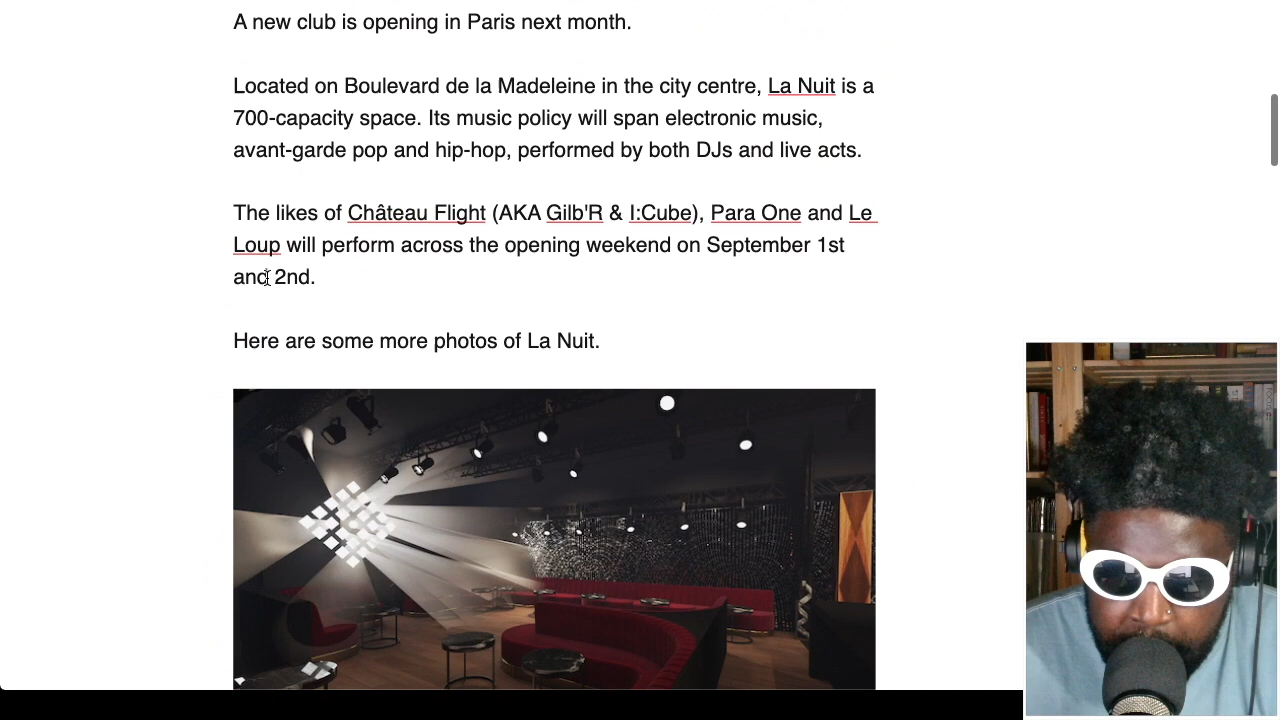 A new club is opening in Paris next month.
Located on Boulevard de la Madeleine in the city centre, La Nuit is a
700-capacity space. Its music policy will span electronic music,
avant-garde pop and hip-hop, performed by both DJs and live acts.
The likes of Château Flight (AKA Gilb'R & I:Cube), Para One and Le
Loup will perform across the opening weekend on September 1st
and 2nd.
Here are some more photos of La Nuit.